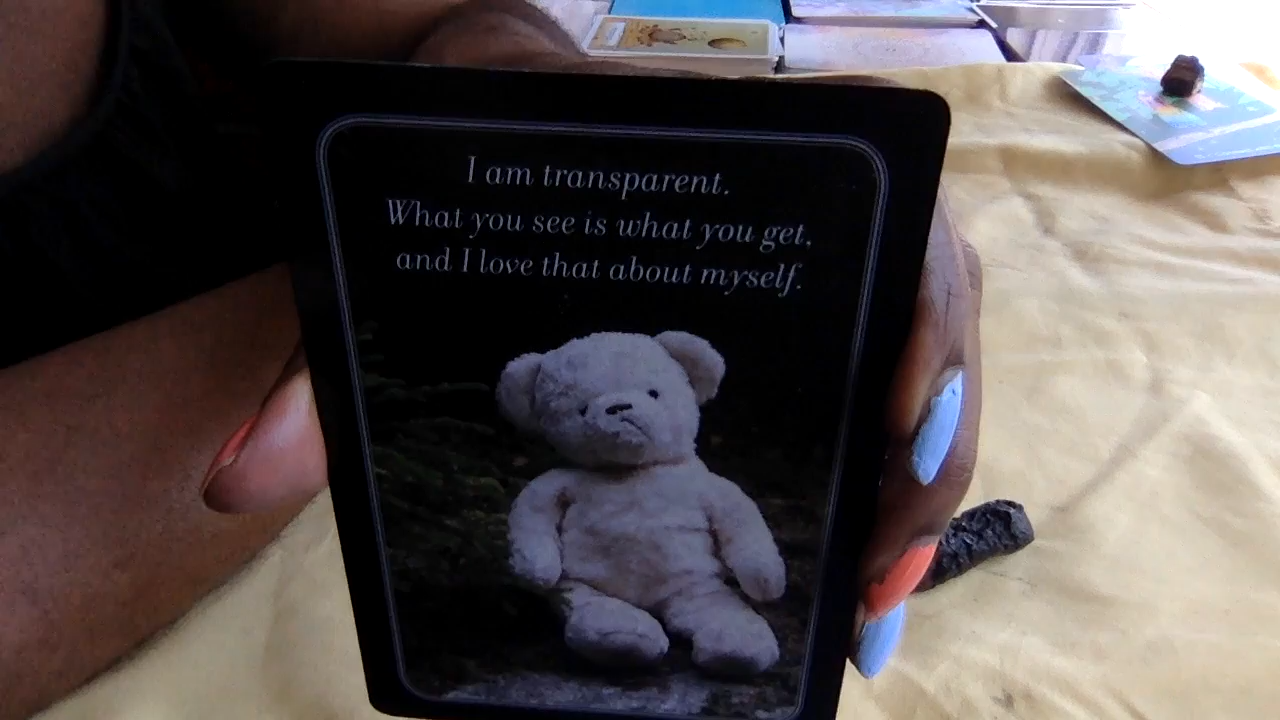 I am transparent.
What you see is what you get,
and I love that about myself.